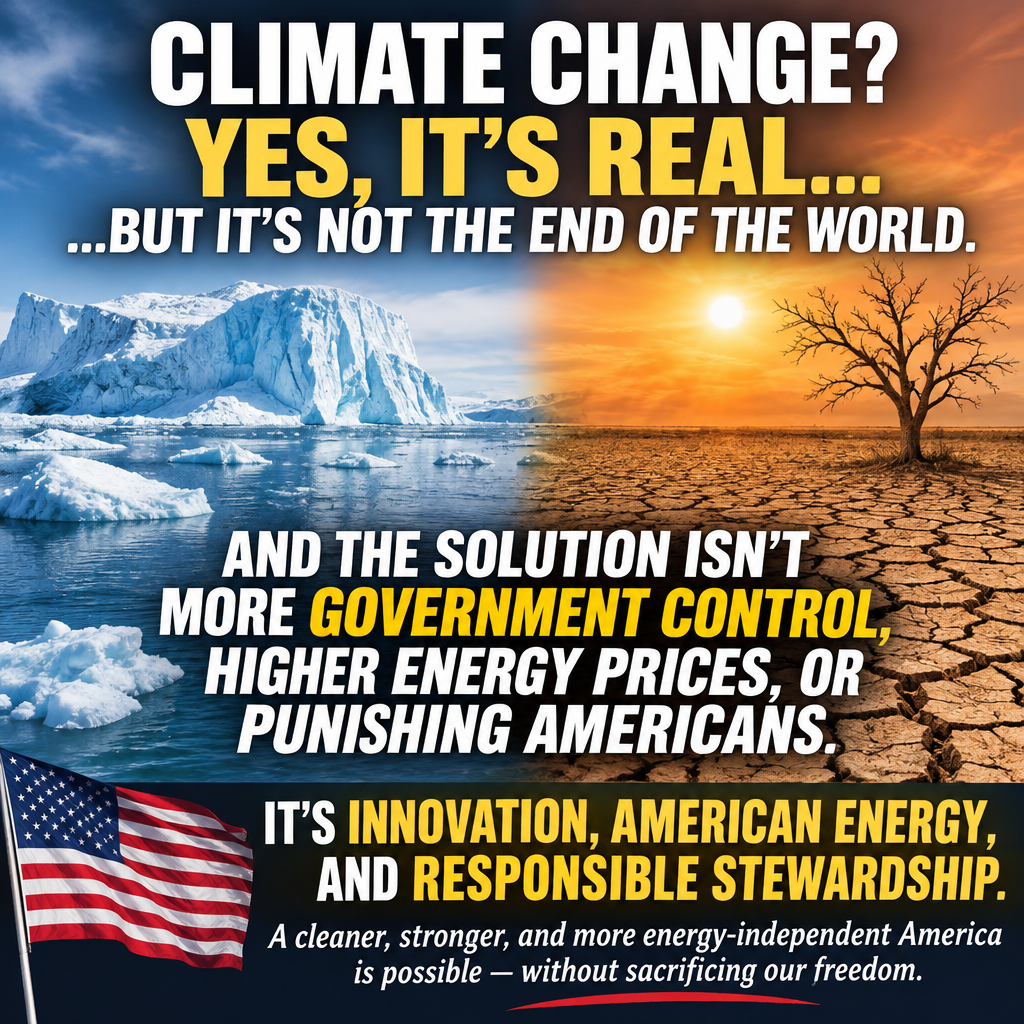 CLIMATE CHANGE?
YES, IT'S REAL...
...BUT IT'S NOT THE END OF THE WORLD.
AND THE SOLUTION ISN'T
MORE GOVERNMENT CONTROL,
HIGHER ENERGY PRICES, OR
PUNISHING AMERICANS.
IT'S INNOVATION, AMERICAN ENERGY,
AND RESPONSIBLE STEWARDSHIP.
A cleaner, stronger, and more energy-independent America
is possible — without sacrificing our freedom.